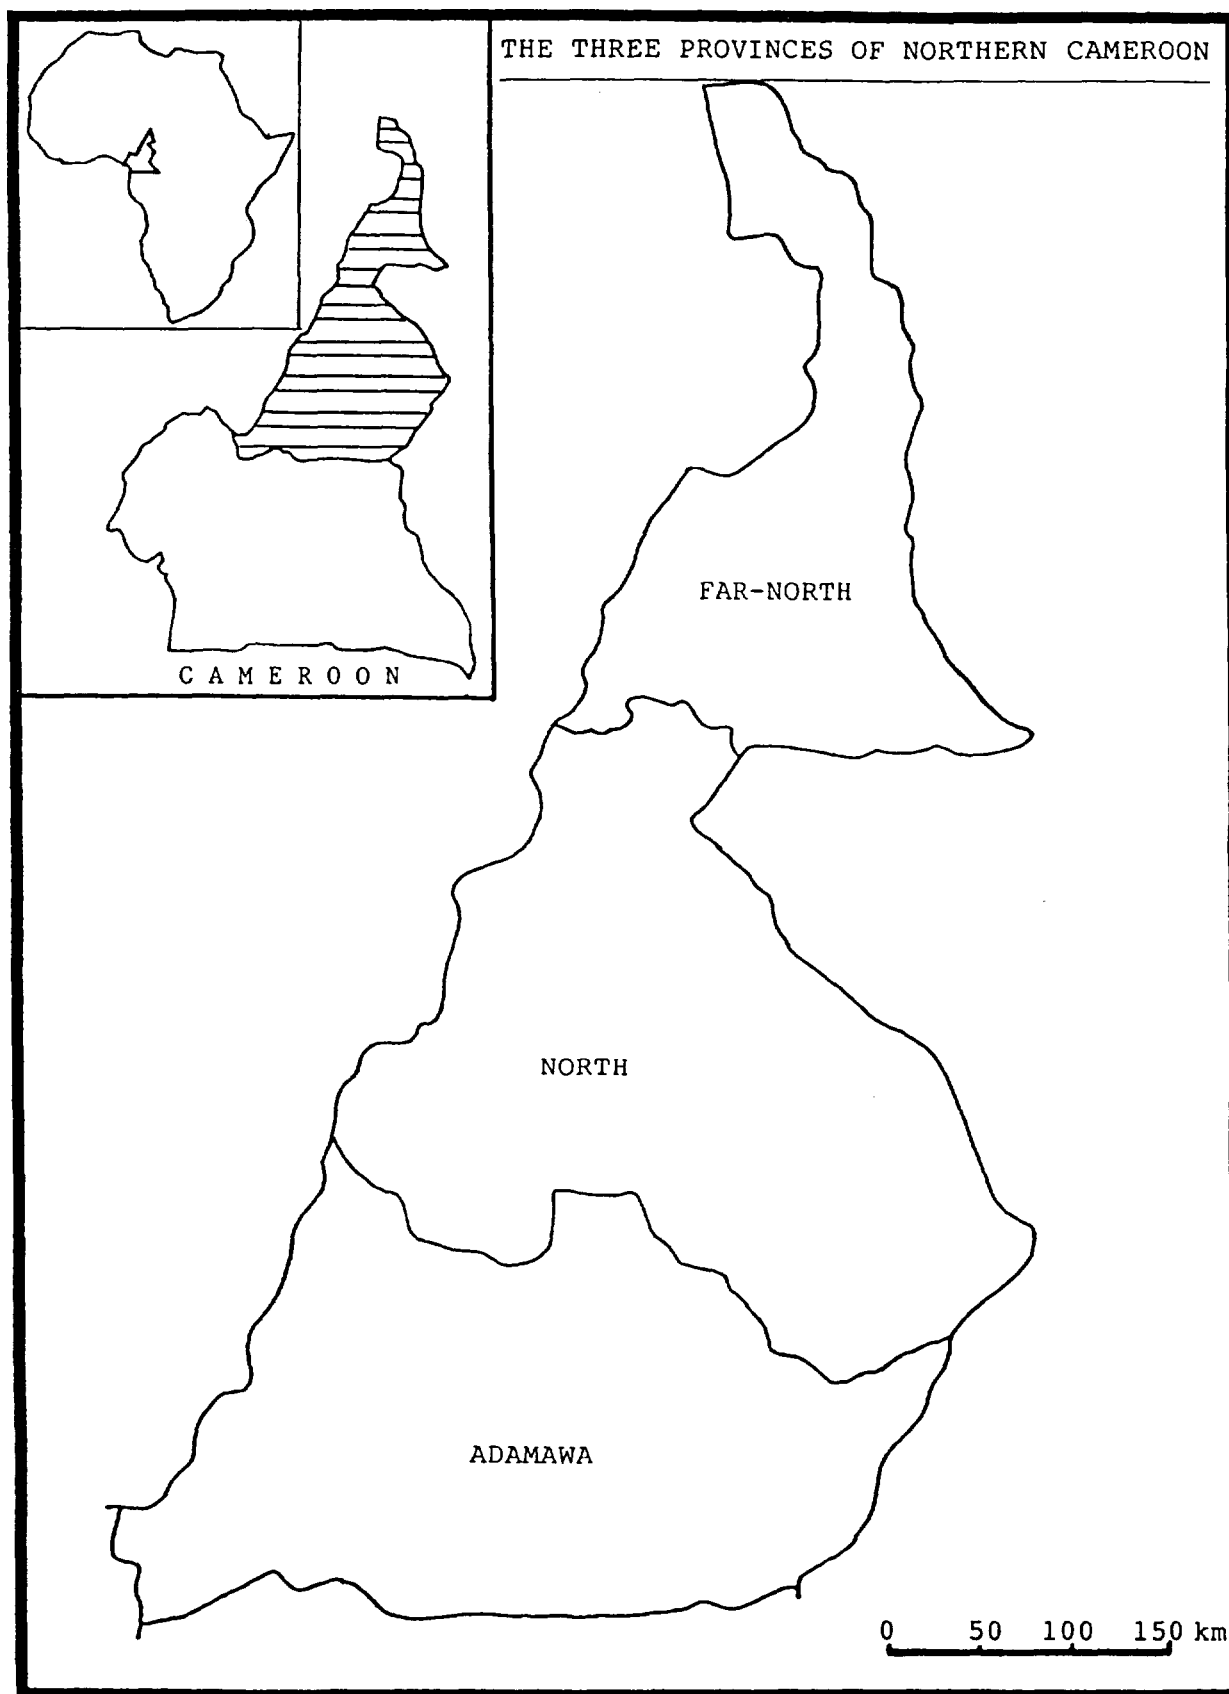 THE THREE PROVINCES OF NORTHERN CAMEROON
CAMEROON
FAR-NORTH
NORTH
ADAMAWA
0 50 100 150 km